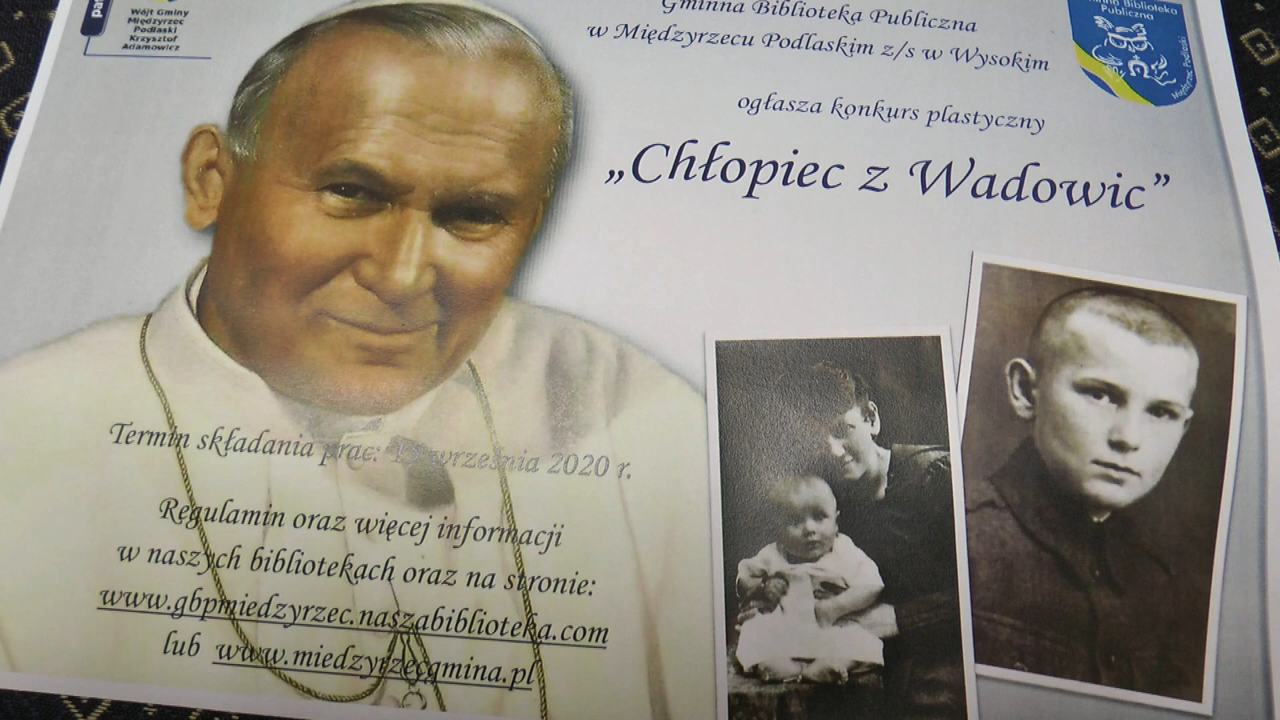 Wójt Gminy
Międzyrzec
Podlaski
Krzysztof
Adamowicz
Gminna Biblioteka Publiczna
w Międzyrzecu Podlaskim z/s w Wysokim
Biblioteka
Publiczna
Międzyrzec Podlaski
ogłasza konkurs plastyczny
„Chłopiec z Wadowic”
Termin składania prac: września 2020 r.
Regulamin oraz więcej informacji
w naszych bibliotekach oraz na stronie:
www.gbpmiedzyrzec.naszabiblioteka.com
lub www.miedzyrzecgmina.pl